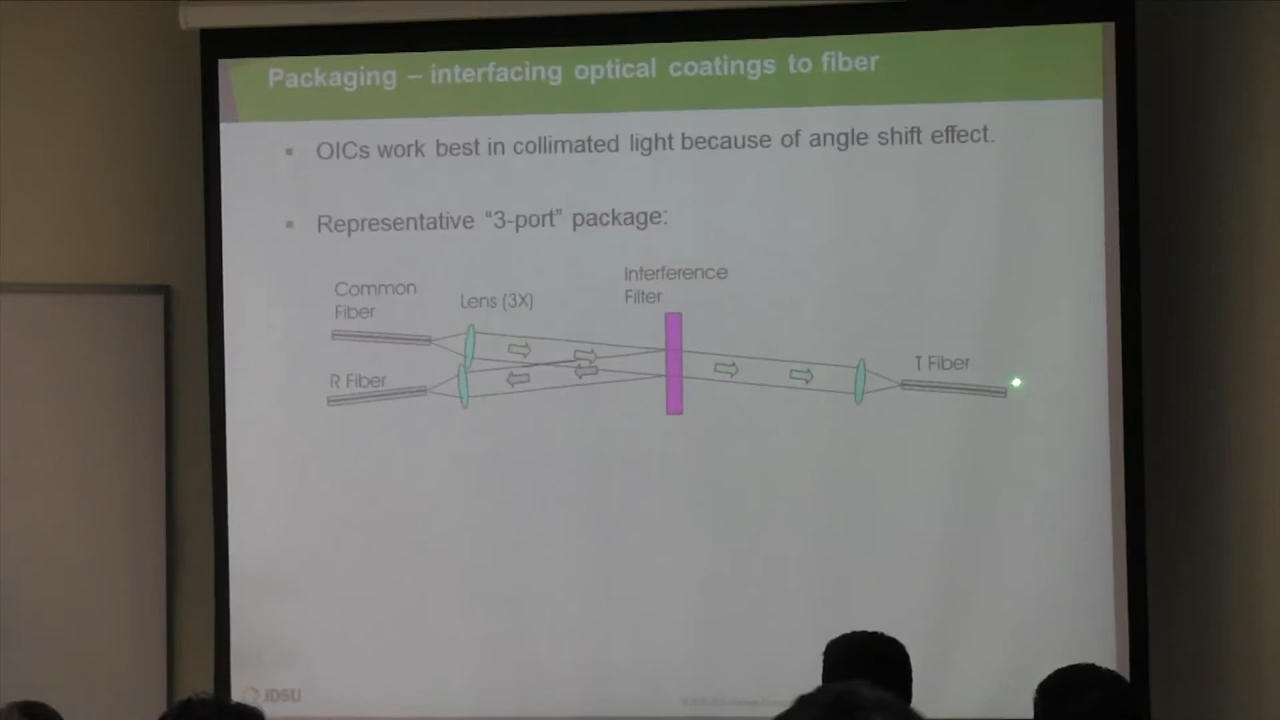 Packaging – interfacing optical coatings to fiber
▪ OICs work best in collimated light because of angle shift effect.
▪ Representative “3-port” package:
Common
Fiber
Lens (3X)
Interference
Filter
R Fiber
T Fiber
JDSU